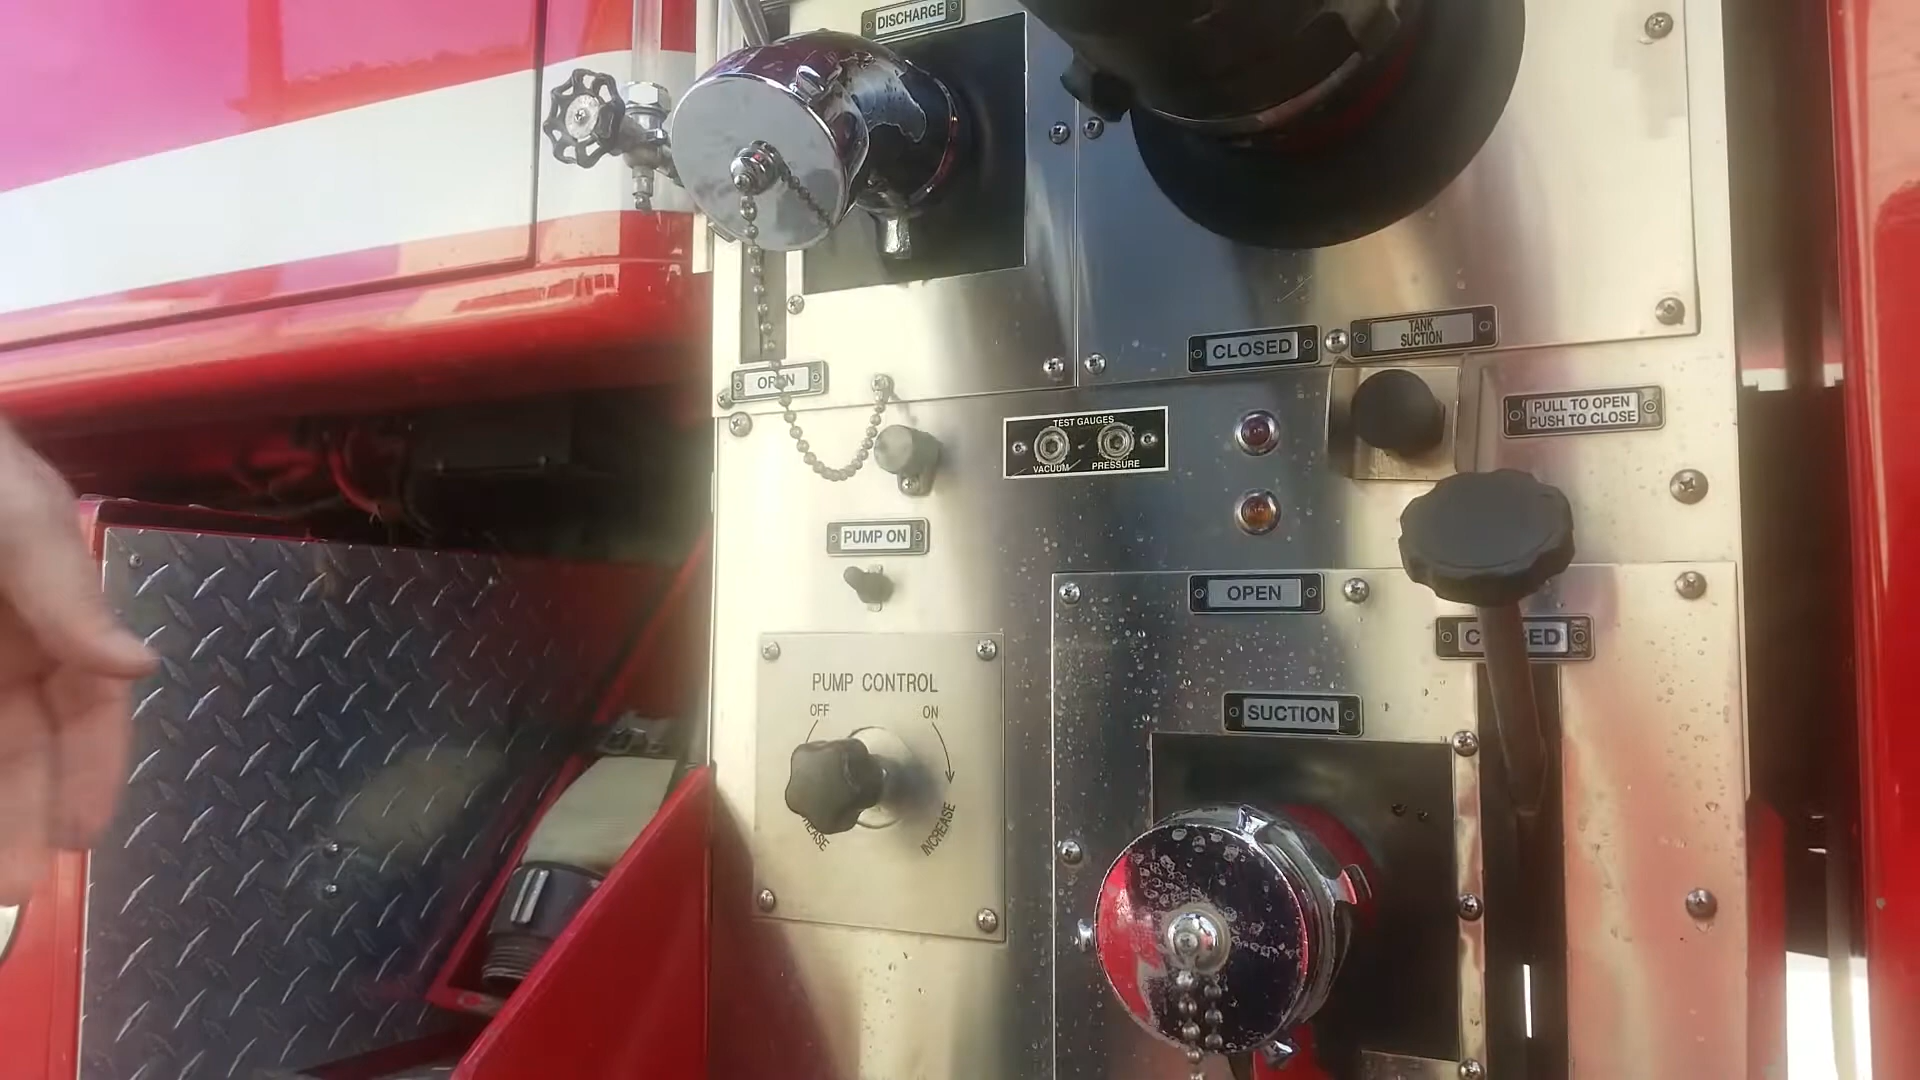 DISCHARGE
CLOSED
TANK
SUCTION
OPEN
PULL TO OPEN
PUSH TO CLOSE
TEST GAUGES
VACUUM
PRESSURE
PUMP ON
OPEN
CLOSED
PUMP CONTROL
OFF
ON
SUCTION
INCREASE